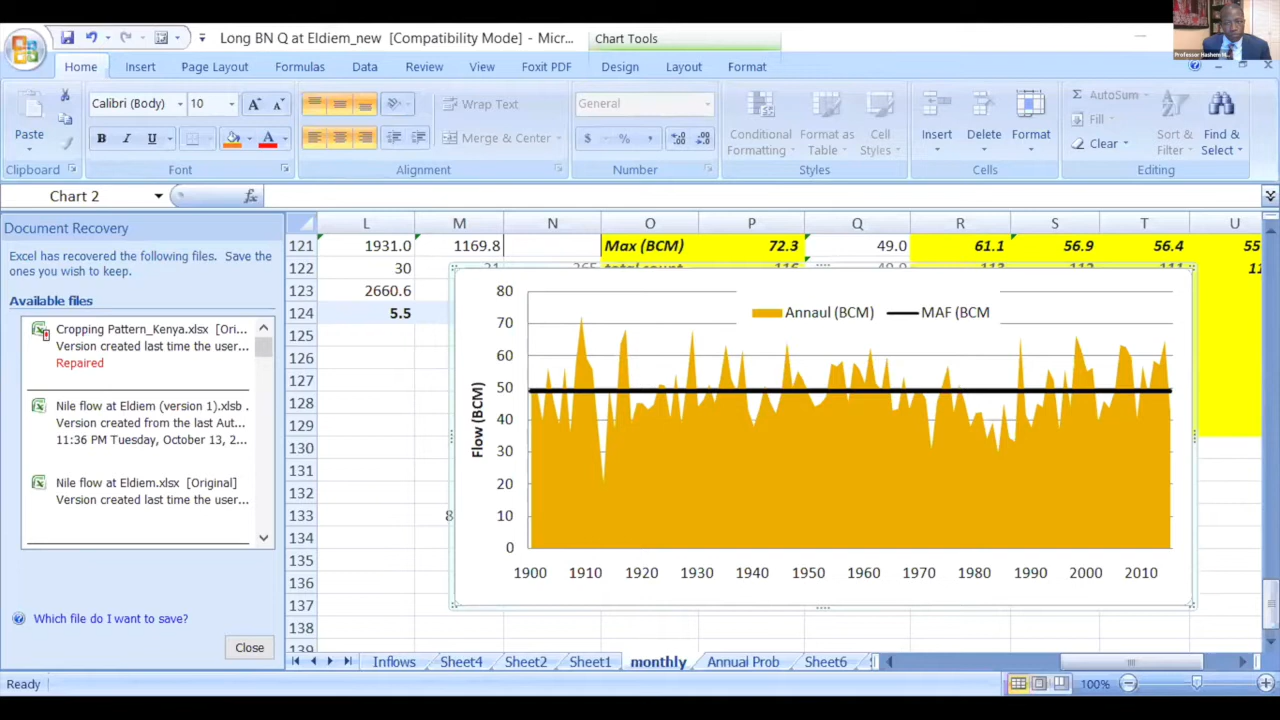 Long BN Q at Eldiem_new [Compatibility Mode] - Micr...
Chart Tools
Home Insert Page Layout Formulas Data Review View Foxit PDF Design Layout Format
Calibri (Body) 10
Wrap Text
General
AutoSum
Paste
B I U
Merge & Center
$ %
Conditional Formatting
Format as Table
Cell Styles
Insert Delete Format
Fill
Clear
Sort & Filter
Find & Select
Clipboard Font Alignment Number Styles Cells Editing
Chart 2 fx
Document Recovery
Excel has recovered the following files. Save the
ones you wish to keep.
Available files
Cropping Pattern_Kenya.xlsx [Ori...
Version created last time the user...
Repaired
Nile flow at Eldiem (version 1).xlsb .
Version created from the last Aut...
11:36 PM Tuesday, October 13, 2...
Nile flow at Eldiem.xlsx [Original]
Version created last time the user...
Which file do I want to save?
Close
L M N O P Q R S T U
121 1931.0 1169.8 Max (BCM) 72.3 49.0 61.1 56.9 56.4 55
122 30
123 2660.6
124 5.5
125
126
127
128
129
130
131
132
133 8
134
135
136
137
138
139
Annaul (BCM) MAF (BCM
Flow (BCM)
80
70
60
50
40
30
20
10
0
1900 1910 1920 1930 1940 1950 1960 1970 1980 1990 2000 2010
Inflows Sheet4 Sheet2 Sheet1 monthly Annual Prob Sheet6
Ready
100%